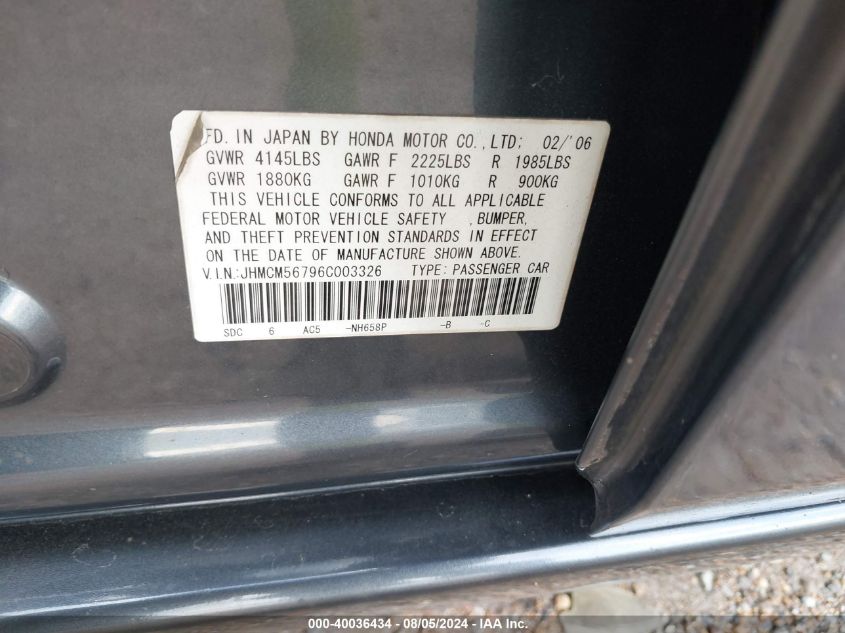 FD. IN JAPAN BY HONDA MOTOR CO.,LTD; 02/'06
GVWR 4145LBS GAWR F 2225LBS R 1985LBS
GVWR 1880KG GAWR F 1010KG R 900KG
THIS VEHICLE CONFORMS TO ALL APPLICABLE
FEDERAL MOTOR VEHICLE SAFETY ,BUMPER,
AND THEFT PREVENTION STANDARDS IN EFFECT
ON THE DATE OF MANUFACTURE SHOWN ABOVE.
V.I.N:JHMCM56796C003326 TYPE: PASSENGER CAR
SDC 6 AC5 -NH658P -B -C
000-40036434 - 08/05/2024 - IAA Inc.